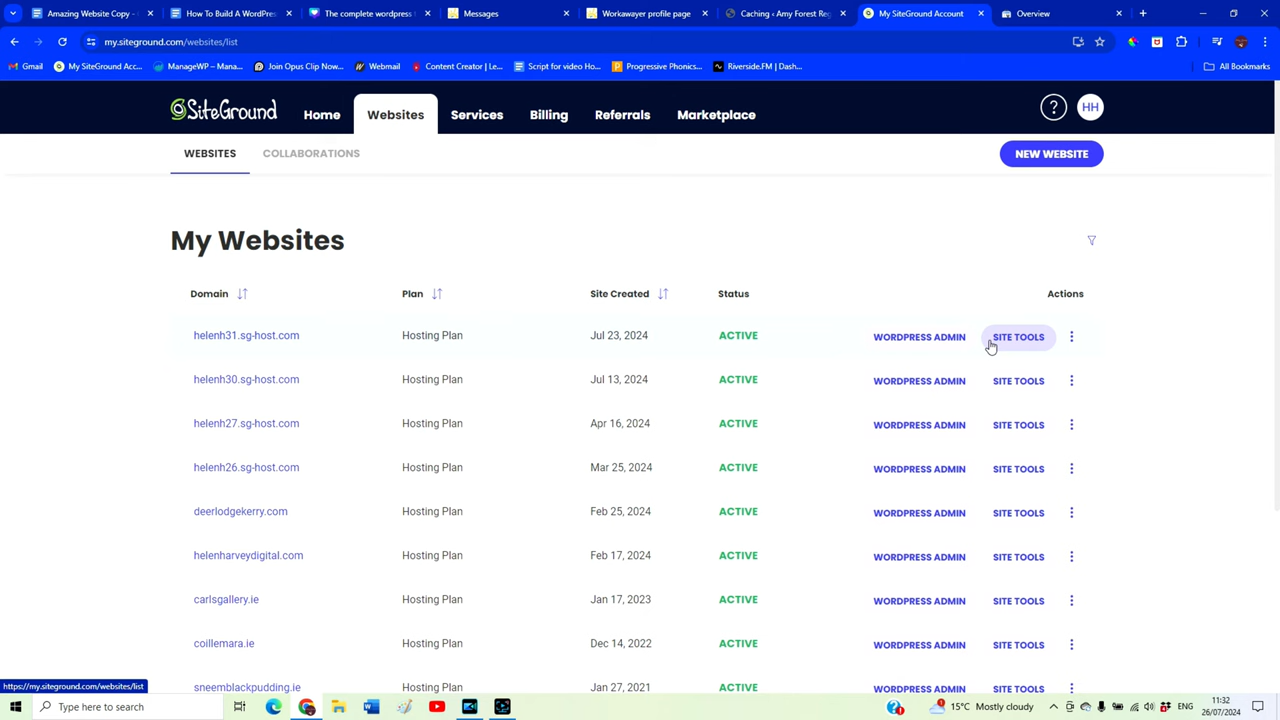 Amazing Website Copy -
How To Build A WordPres
The complete wordpress
Messages
Workawayer profile page
Caching ‹ Amy Forest Reg
My SiteGround Account
Overview
my.siteground.com/websites/list
Gmail
My SiteGround Acc...
ManageWP – Mana...
Join Opus Clip Now...
Webmail
Content Creator | Le...
Script for video Ho...
Progressive Phonics...
Riverside.FM | Dash...
All Bookmarks
SiteGround
Home
Websites
Services
Billing
Referrals
Marketplace
?
HH
WEBSITES
COLLABORATIONS
NEW WEBSITE
My Websites
Domain Plan Site Created Status Actions
helenh31.sg-host.com Hosting Plan Jul 23, 2024 ACTIVE WORDPRESS ADMIN SITE TOOLS
helenh30.sg-host.com Hosting Plan Jul 13, 2024 ACTIVE WORDPRESS ADMIN SITE TOOLS
helenh27.sg-host.com Hosting Plan Apr 16, 2024 ACTIVE WORDPRESS ADMIN SITE TOOLS
helenh26.sg-host.com Hosting Plan Mar 25, 2024 ACTIVE WORDPRESS ADMIN SITE TOOLS
deerlodgekerry.com Hosting Plan Feb 25, 2024 ACTIVE WORDPRESS ADMIN SITE TOOLS
helenharveydigital.com Hosting Plan Feb 17, 2024 ACTIVE WORDPRESS ADMIN SITE TOOLS
carlsgallery.ie Hosting Plan Jan 17, 2023 ACTIVE WORDPRESS ADMIN SITE TOOLS
coillemara.ie Hosting Plan Dec 14, 2022 ACTIVE WORDPRESS ADMIN SITE TOOLS
sneemblackpudding.ie Hosting Plan Jan 27, 2021 ACTIVE WORDPRESS ADMIN SITE TOOLS
https://my.siteground.com/websites/list
Type here to search
15°C Mostly cloudy
ENG
11:32
26/07/2024